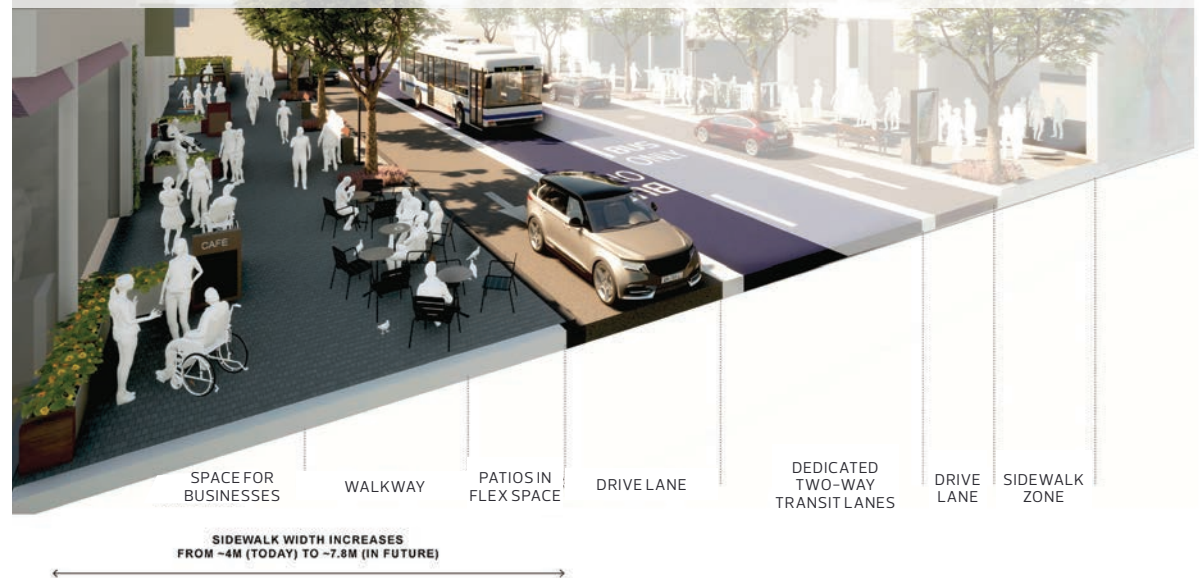 BUS
ONLY
CAFE
SPACE FOR
BUSINESSES
WALKWAY
PATIOS IN
FLEX SPACE
DRIVE LANE
DEDICATED
TWO-WAY
TRANSIT LANES
DRIVE
LANE
SIDEWALK
ZONE
SIDEWALK WIDTH INCREASES
FROM ~4M (TODAY) TO ~7.8M (IN FUTURE)